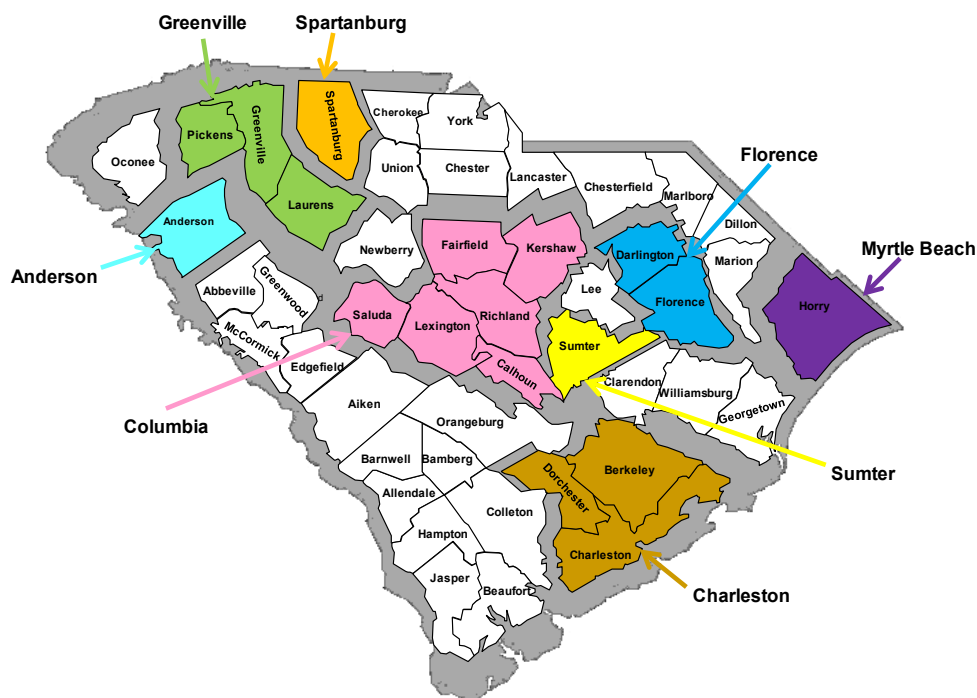 Greenville
Spartanburg
Cherokee
York
Spartanburg
Greenville
Pickens
Oconee
Union
Chester
Lancaster
Chesterfield
Marlboro
Florence
Laurens
Dillon
Anderson
Newberry
Fairfield
Kershaw
Darlington
Marion
Myrtle Beach
Anderson
Abbeville
Greenwood
Lee
Florence
Horry
Saluda
Lexington
Richland
McCormick
Edgefield
Sumter
Calhoun
Clarendon
Williamsburg
Georgetown
Columbia
Aiken
Orangeburg
Barnwell
Bamberg
Berkeley
Dorchester
Sumter
Allendale
Colleton
Hampton
Charleston
Jasper
Beaufort
Charleston